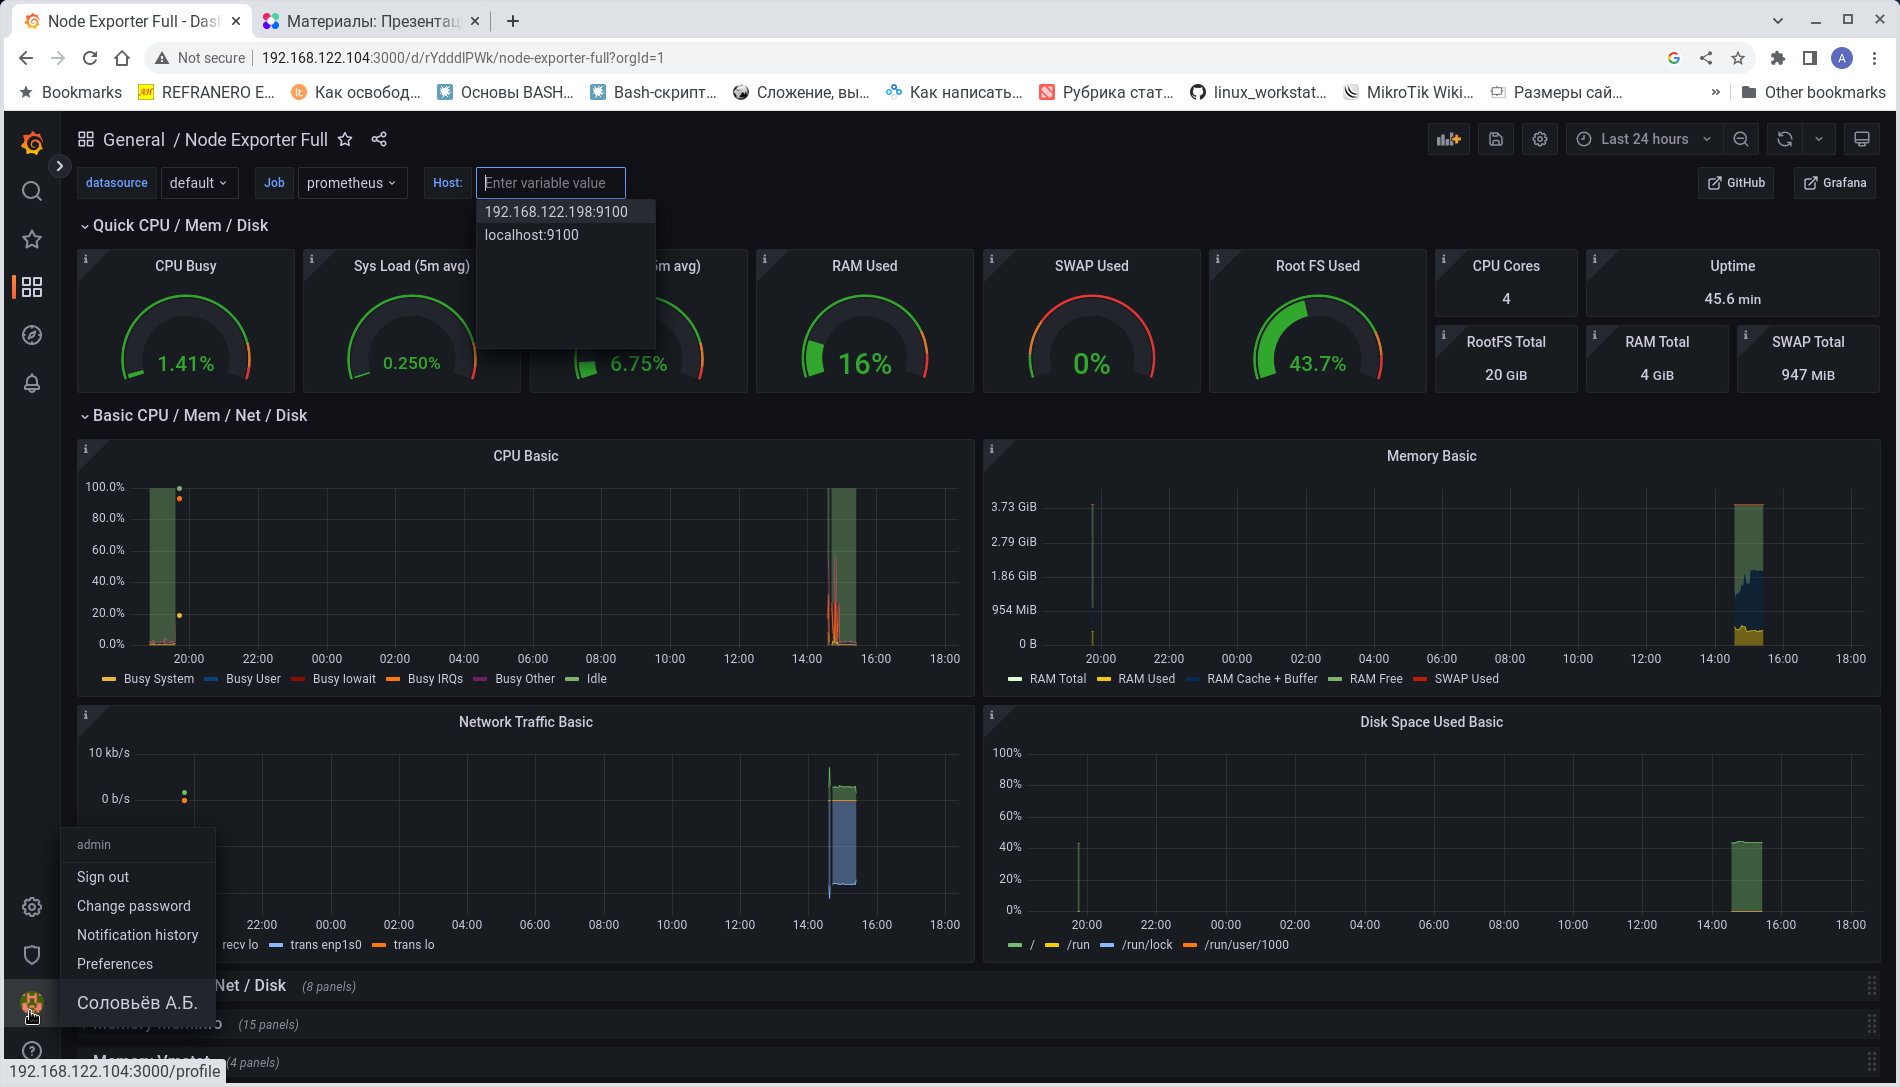 Node Exporter Full - Das
Материалы: Презентац
Not secure
192.168.122.104:3000/d/rYdddlPWk/node-exporter-full?orgId=1
A
Bookmarks
REFRANERO E...
Как освобод...
Основы BASH...
Bash-скрипт...
Сложение, вы...
Как написать...
Рубрика стат...
linux_workstat...
MikroTik Wiki...
Размеры сай...
Other bookmarks
General / Node Exporter Full
Last 24 hours
datasource
default
Job
prometheus
Host:
Enter variable value
GitHub
Grafana
192.168.122.198:9100
localhost:9100
Quick CPU / Mem / Disk
CPU Busy
1.41%
Sys Load (5m avg)
0.250%
5m avg)
6.75%
RAM Used
16%
SWAP Used
0%
Root FS Used
43.7%
CPU Cores
4
Uptime
45.6 min
RootFS Total
20 GiB
RAM Total
4 GiB
SWAP Total
947 MiB
Basic CPU / Mem / Net / Disk
CPU Basic
100.0%
80.0%
60.0%
40.0%
20.0%
0.0%
20:00 22:00 00:00 02:00 04:00 06:00 08:00 10:00 12:00 14:00 16:00 18:00
Busy System Busy User Busy Iowait Busy IRQs Busy Other Idle
Memory Basic
3.73 GiB
2.79 GiB
1.86 GiB
954 MiB
0 B
20:00 22:00 00:00 02:00 04:00 06:00 08:00 10:00 12:00 14:00 16:00 18:00
RAM Total RAM Used RAM Cache + Buffer RAM Free SWAP Used
Network Traffic Basic
10 kb/s
0 b/s
22:00 00:00 02:00 04:00 06:00 08:00 10:00 12:00 14:00 16:00 18:00
recv lo trans enp1s0 trans lo
Disk Space Used Basic
100%
80%
60%
40%
20%
0%
20:00 22:00 00:00 02:00 04:00 06:00 08:00 10:00 12:00 14:00 16:00 18:00
/ /run /run/lock /run/user/1000
admin
Sign out
Change password
Notification history
Preferences
Соловьёв А.Б.
Net / Disk (8 panels)
Memory Meminfo (15 panels)
Memory Vmstat (4 panels)
192.168.122.104:3000/profile